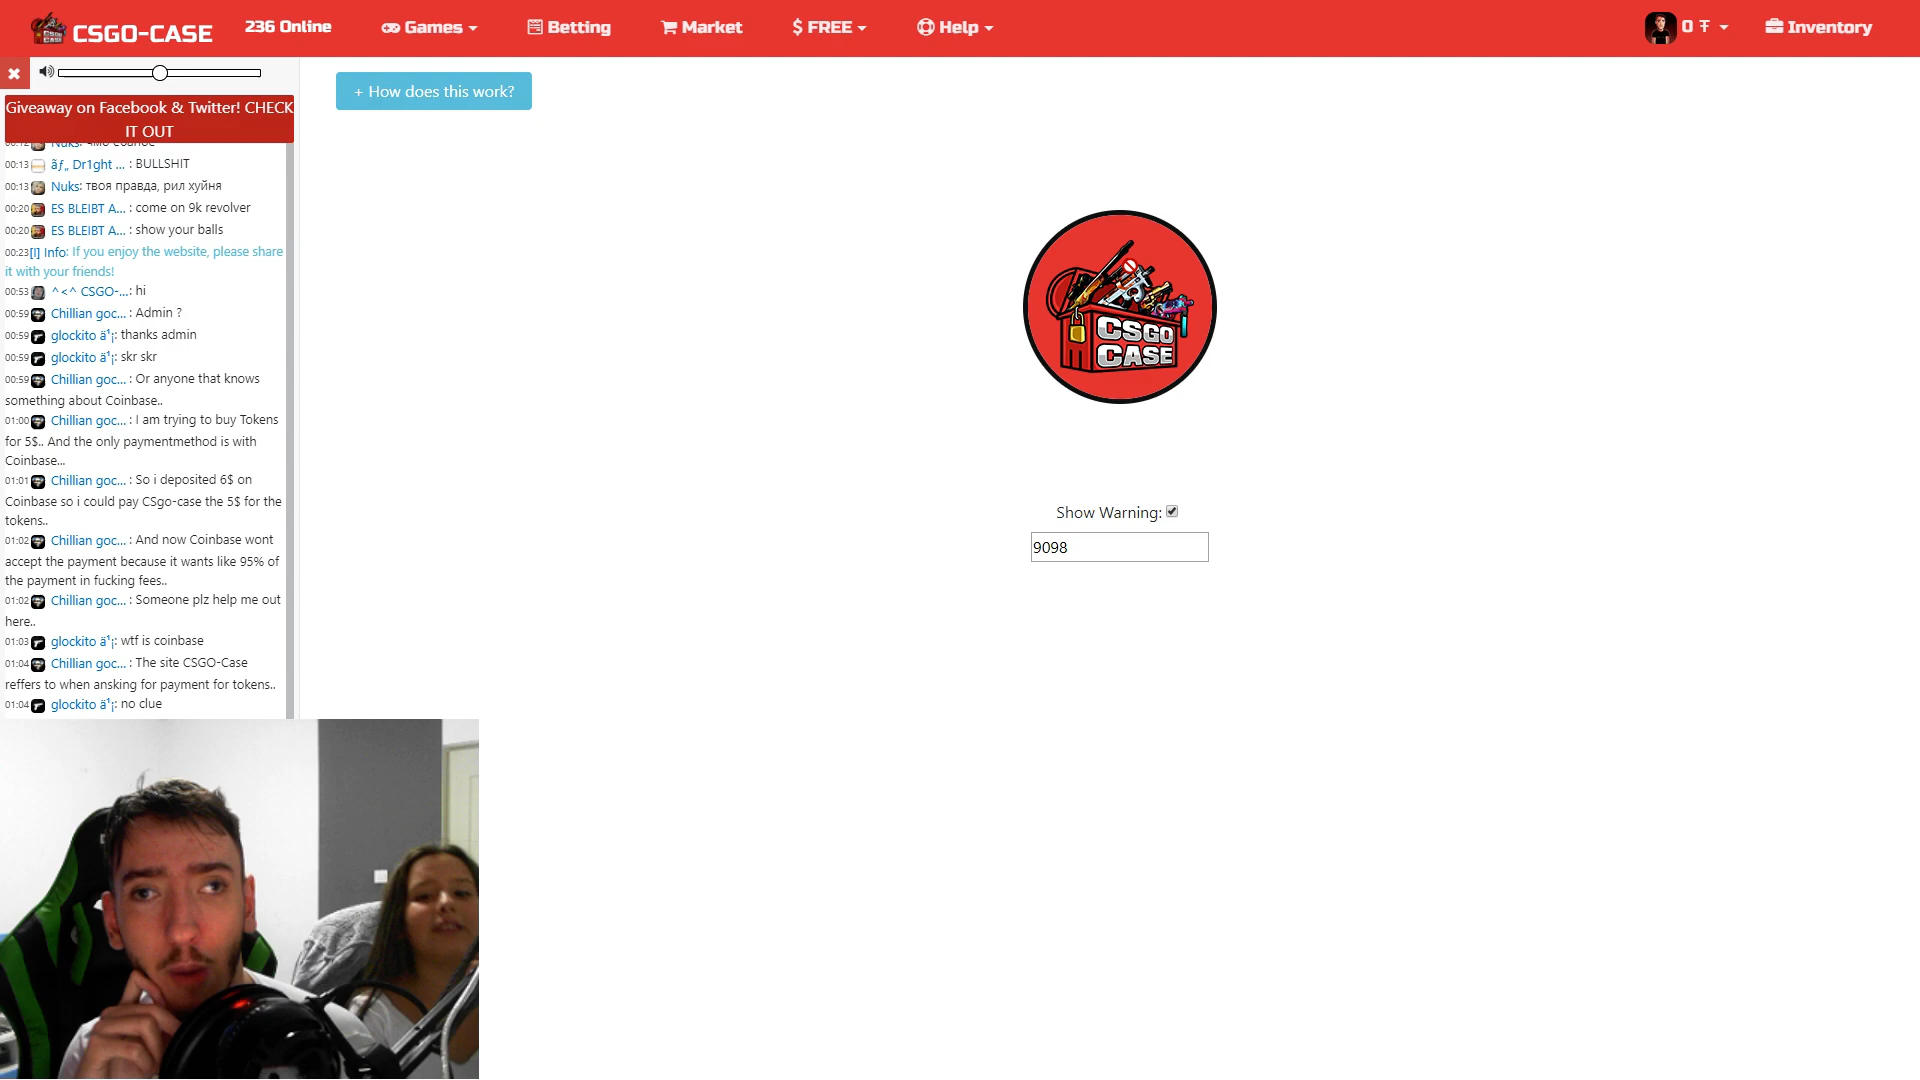 CSGO-CASE
236 Online
Games
Betting
Market
$ FREE
Help
0 Ŧ
Inventory
Giveaway on Facebook & Twitter! CHECK
IT OUT
00:13 ãƒ„ Dr1ght ... : BULLSHIT
00:13 Nuks: твоя правда, рил хуйня
00:20 ES BLEIBT A... : come on 9k revolver
00:20 ES BLEIBT A... : show your balls
00:23 [I] Info: If you enjoy the website, please share
it with your friends!
00:53 ^<^ CSGO-...: hi
00:59 Chillian goc... : Admin ?
00:59 glockito ä¹¡: thanks admin
00:59 glockito ä¹¡: skr skr
00:59 Chillian goc... : Or anyone that knows
something about Coinbase..
01:00 Chillian goc... : I am trying to buy Tokens
for 5$.. And the only paymentmethod is with
Coinbase...
01:01 Chillian goc... : So i deposited 6$ on
Coinbase so i could pay CSgo-case the 5$ for the
tokens..
01:02 Chillian goc... : And now Coinbase wont
accept the payment because it wants like 95% of
the payment in fucking fees..
01:02 Chillian goc... : Someone plz help me out
here..
01:03 glockito ä¹¡: wtf is coinbase
01:04 Chillian goc... : The site CSGO-Case
reffers to when ansking for payment for tokens..
01:04 glockito ä¹¡: no clue
+ How does this work?
CSGO
CASE
Show Warning:
9098